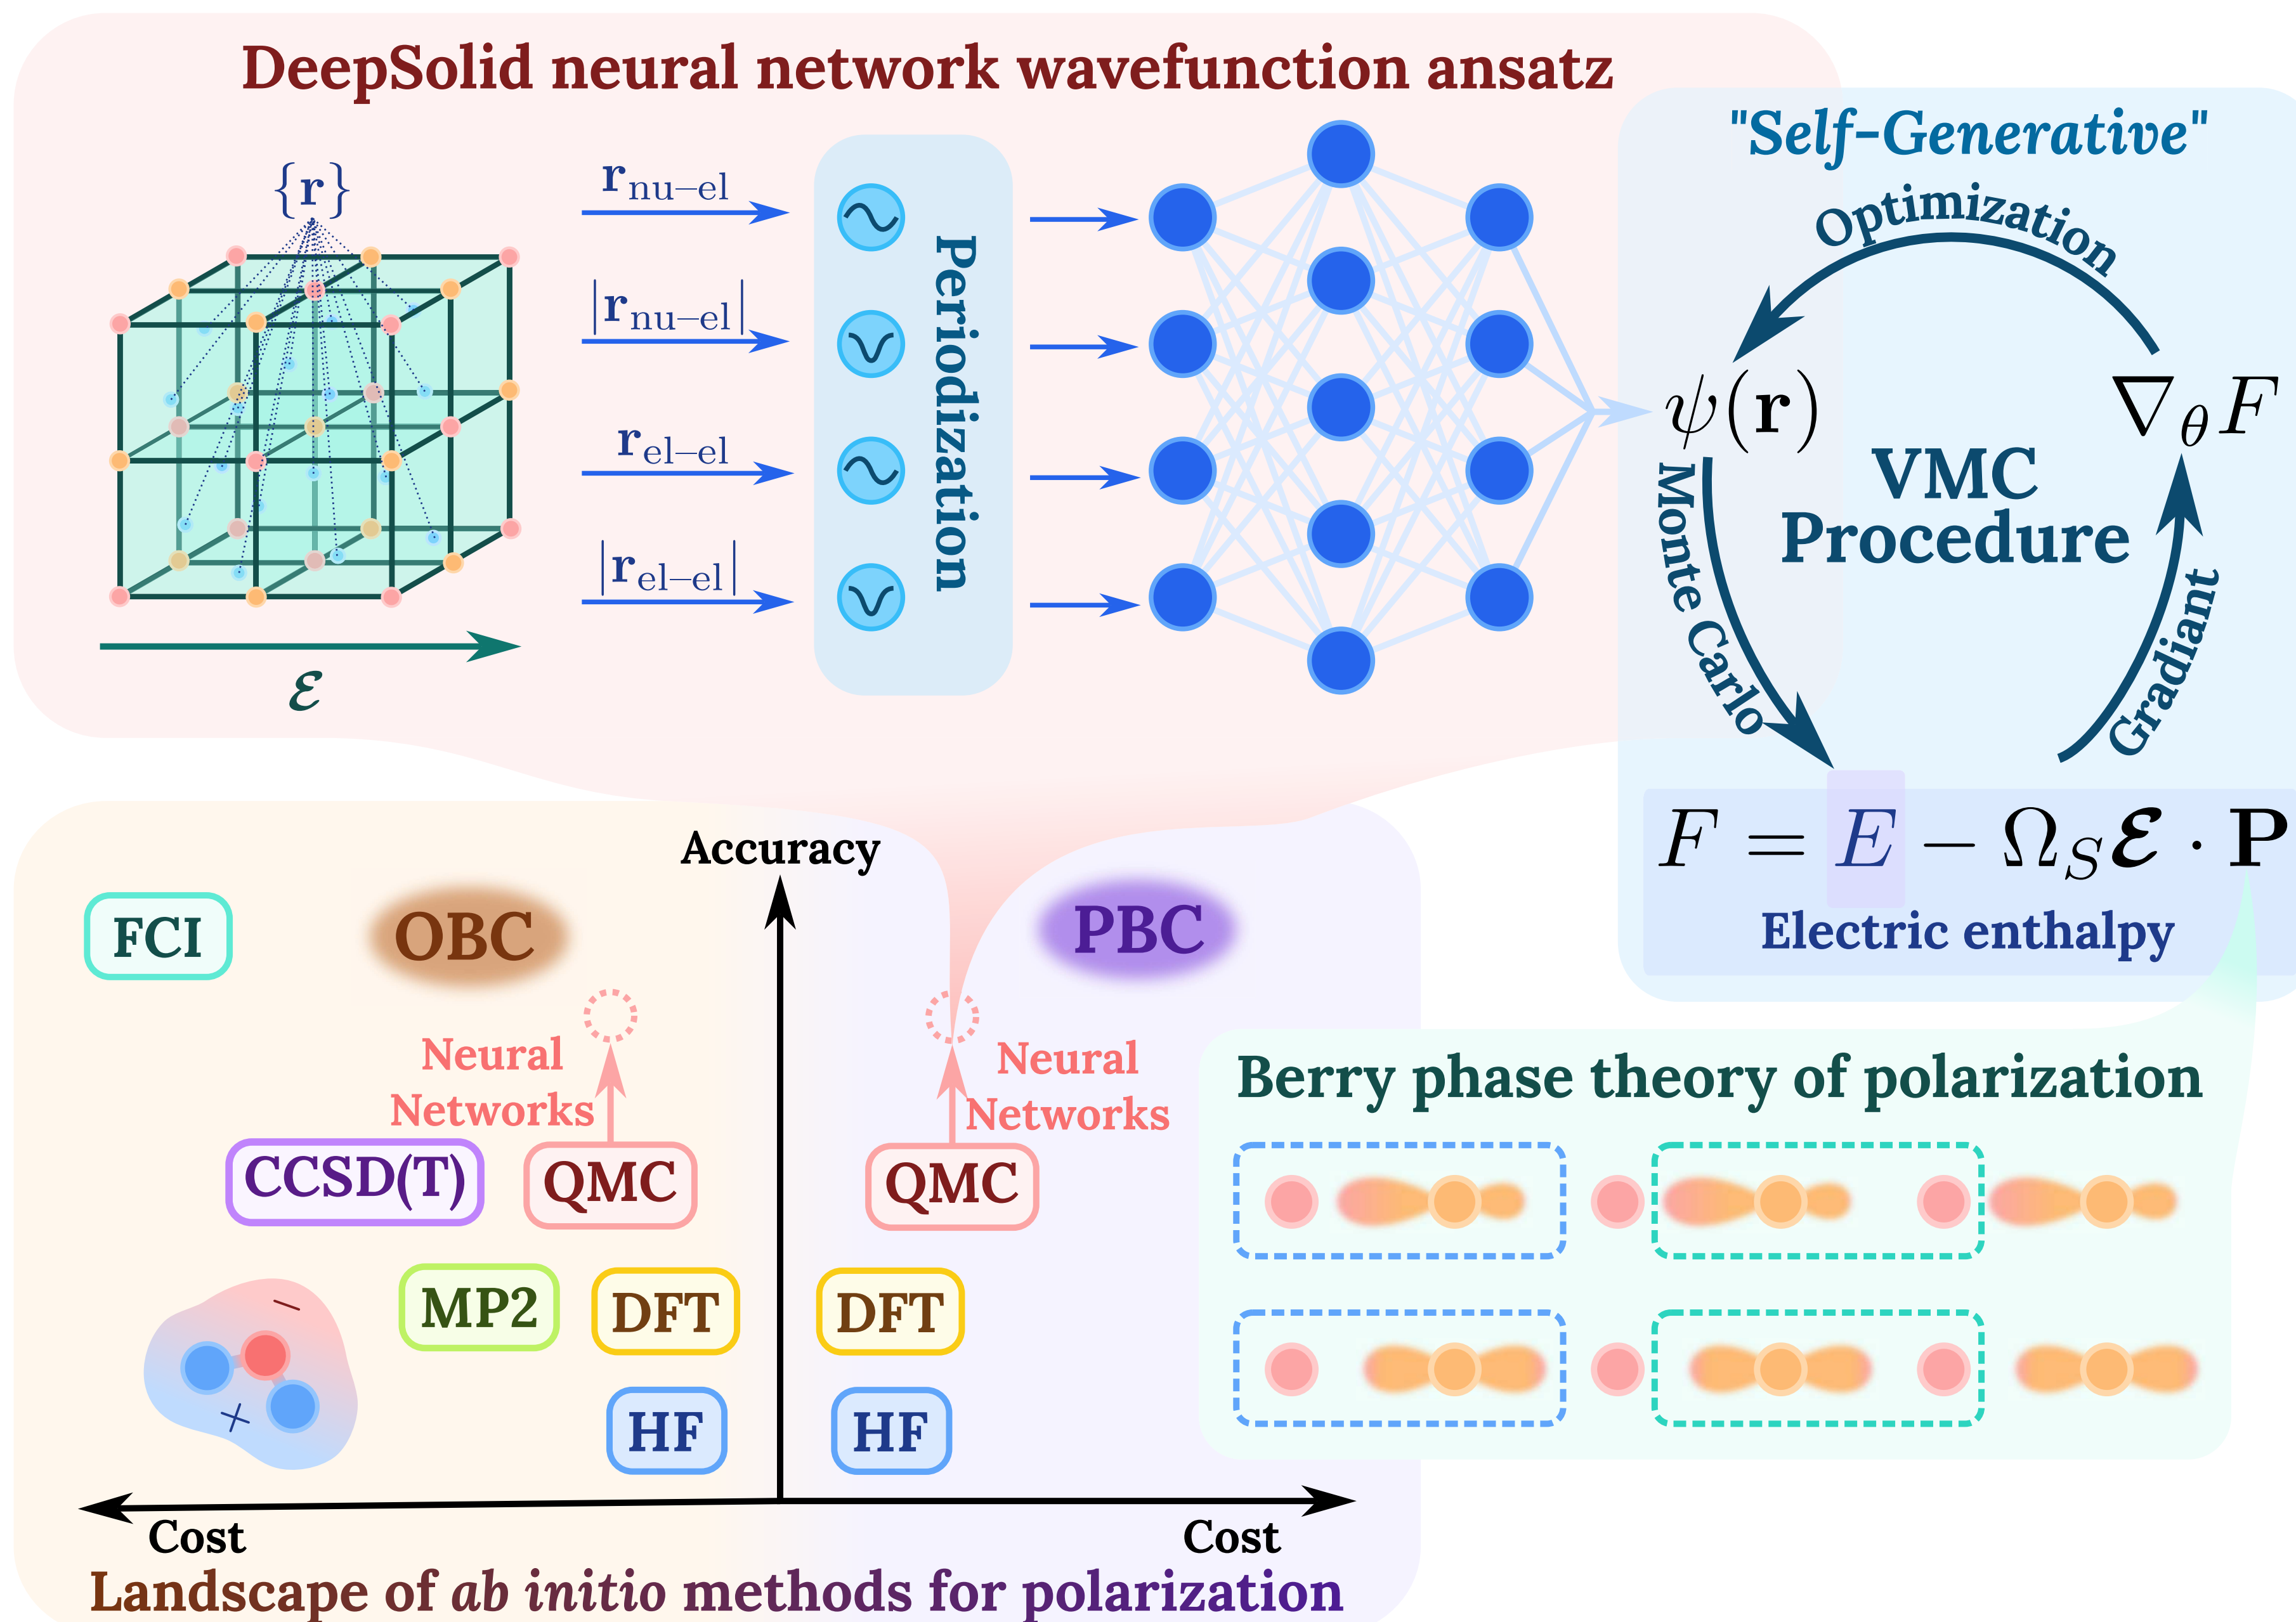 DeepSolid neural network wavefunction ansatz
{r}
r_nu–el
|r_nu–el|
r_el–el
|r_el–el|
Periodization
ℰ
"Self-Generative"
Optimization
ψ(r)
∇_θ F
VMC
Procedure
Monte Carlo
Gradiant
F = E − Ω_S ℰ · P
Electric enthalpy
Accuracy
FCI
OBC
PBC
Neural
Networks
Neural
Networks
CCSD(T)
QMC
QMC
MP2
DFT
DFT
HF
HF
−
+
Cost
Cost
Landscape of ab initio methods for polarization
Berry phase theory of polarization